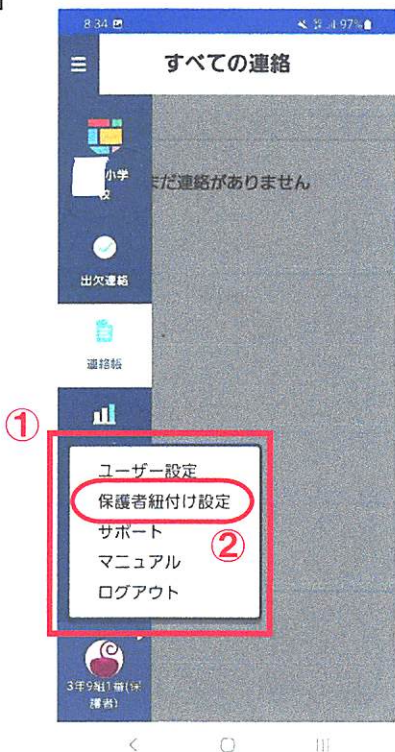 8:34
97%
すべての連絡
小学
校
まだ連絡がありません
出欠連絡
連絡帳
①
ユーザー設定
保護者紐付け設定
サポート
②
マニュアル
ログアウト
3年9組1番(保
護者)